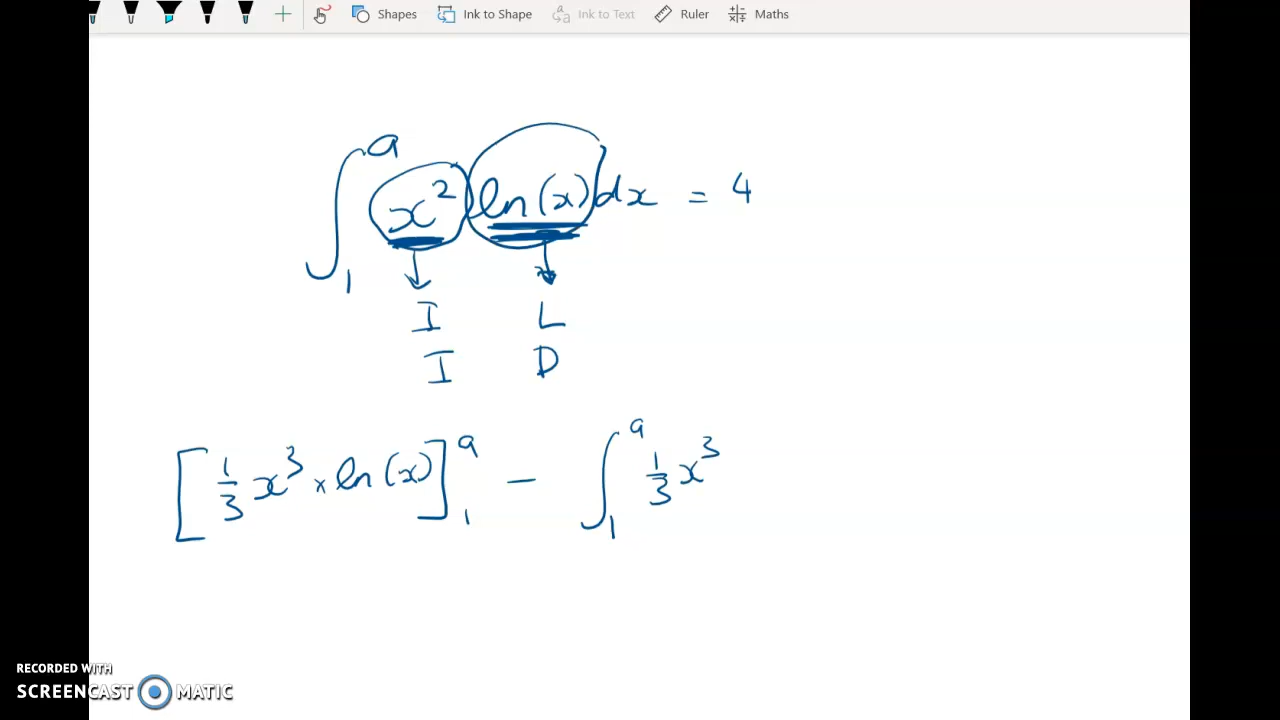 Shapes Ink to Shape Ink to Text Ruler Maths
∫₁ᵃ x² ln(x) dx = 4
I L
I D
[1/3 x³ × ln(x)]₁ᵃ − ∫₁ᵃ 1/3 x³
RECORDED WITH
SCREENCAST MATIC